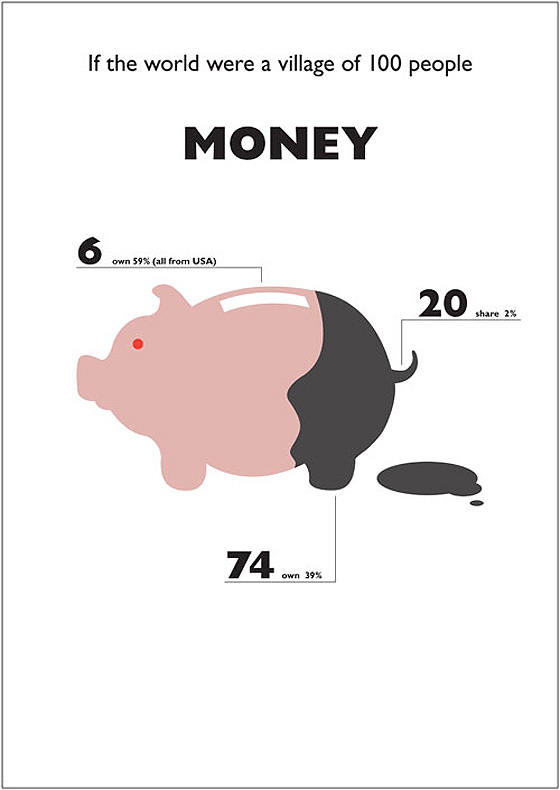 If the world were a village of 100 people
MONEY
6 own 59% (all from USA)
20 share 2%
74 own 39%